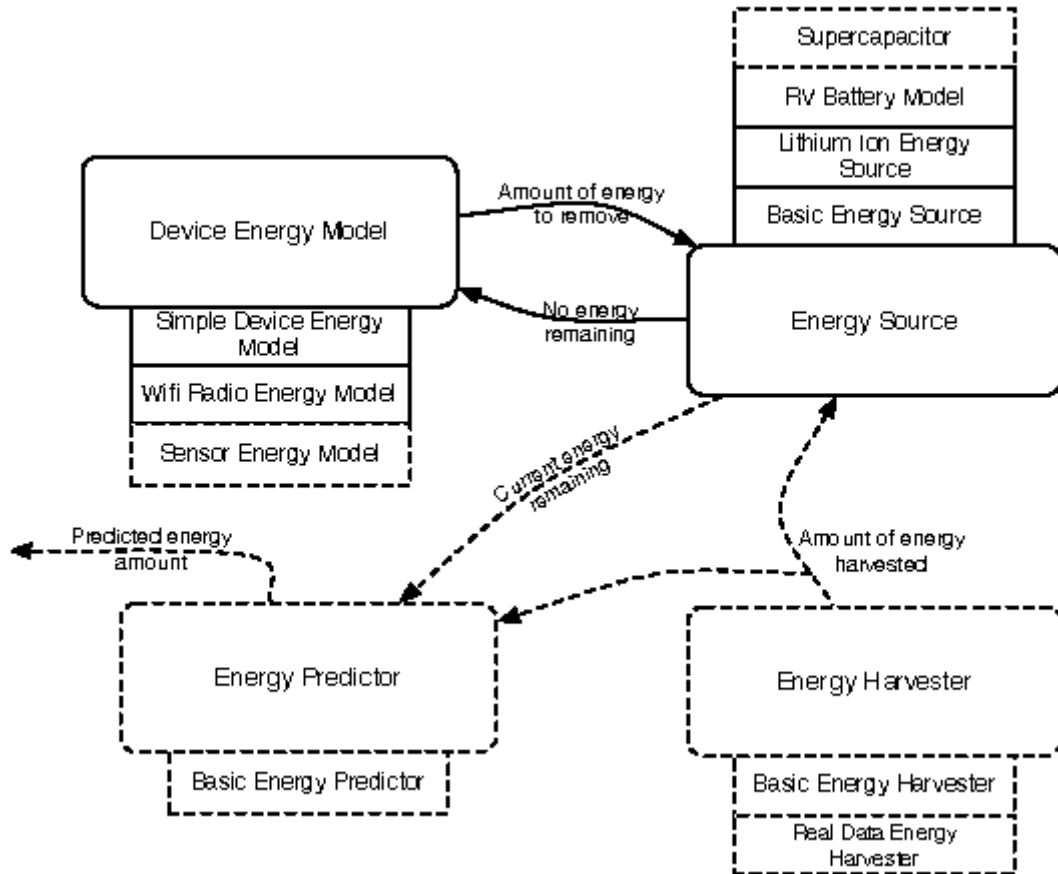 Supercapacitor
RV Battery Model
Lithium Ion Energy
Source
Basic Energy Source
Amount of energy
to remove
Device Energy Model
No energy
remaining
Energy Source
Simple Device Energy
Model
Wifi Radio Energy Model
Sensor Energy Model
Current energy
remaining
Predicted energy
amount
Amount of energy
harvested
Energy Predictor
Energy Harvester
Basic Energy Predictor
Basic Energy Harvester
Real Data Energy
Harvester